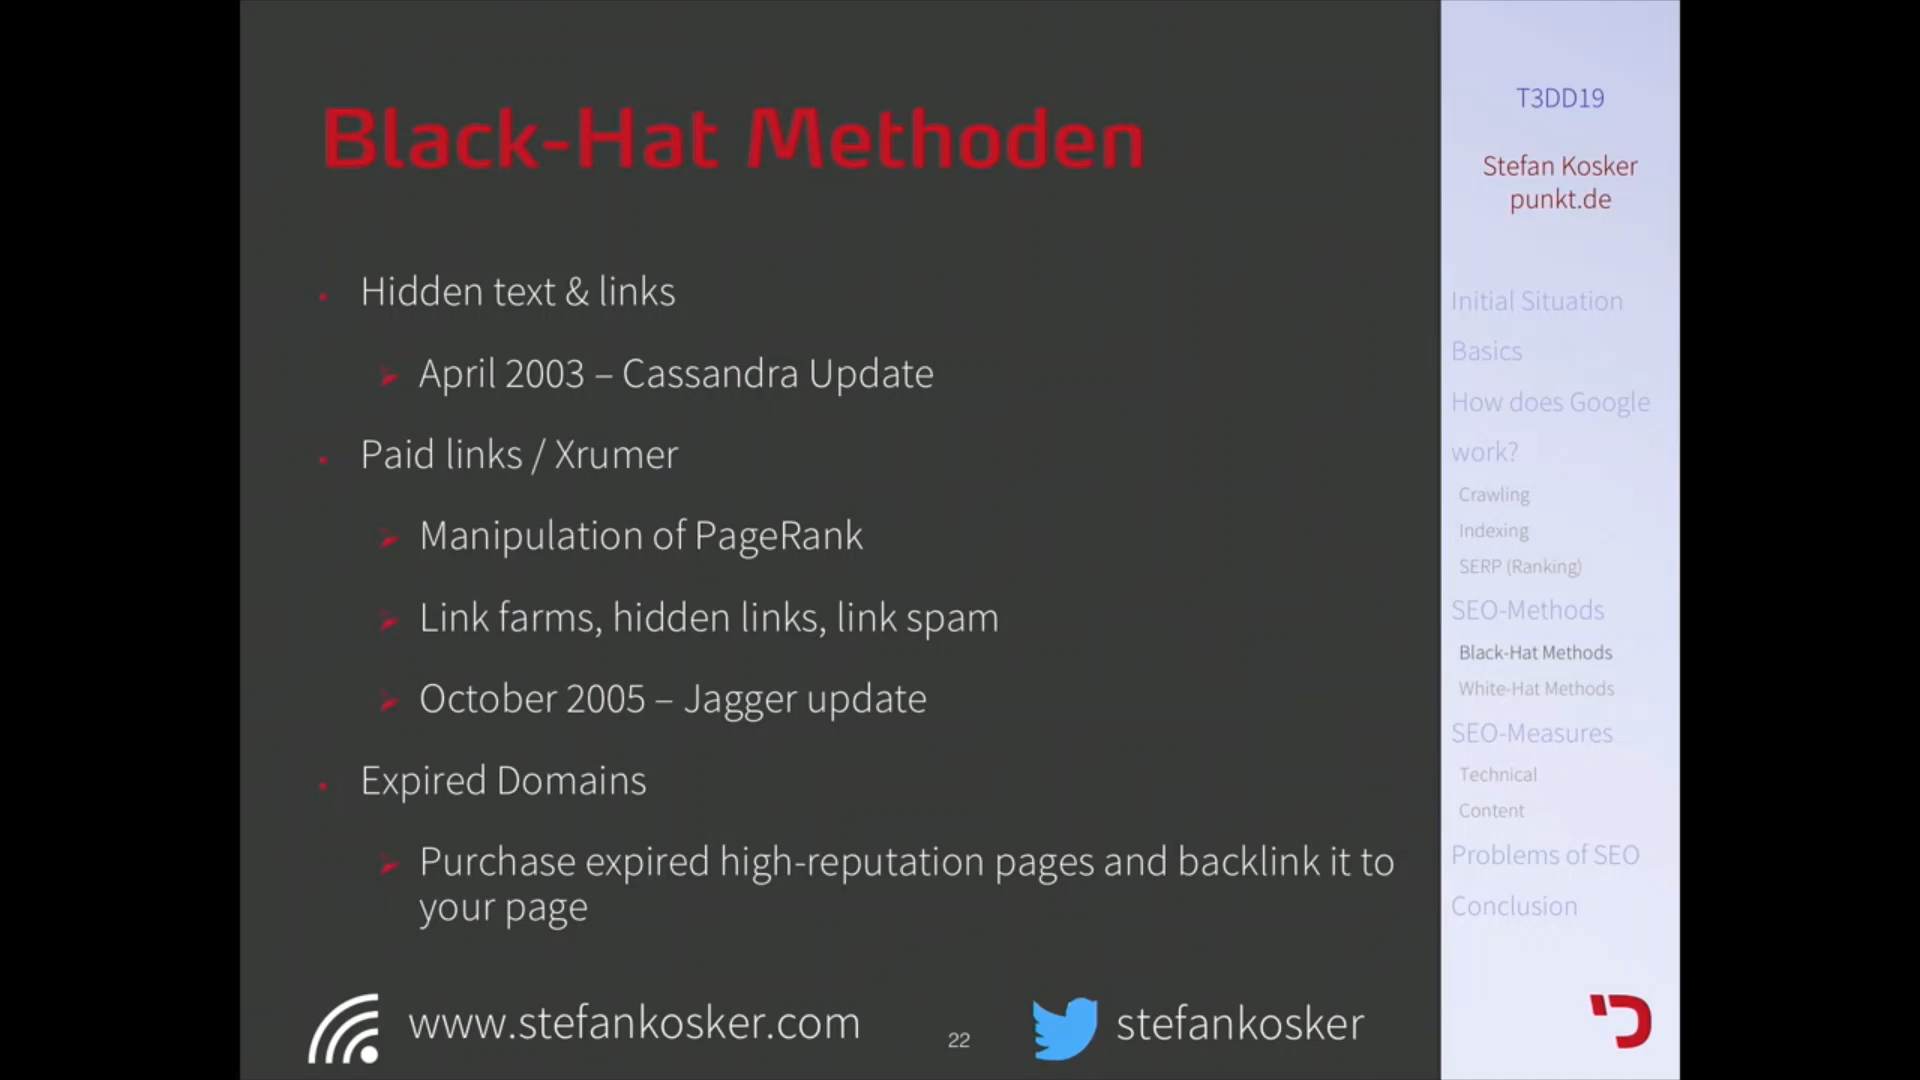 Black-Hat Methoden
Hidden text & links
April 2003 – Cassandra Update
Paid links / Xrumer
Manipulation of PageRank
Link farms, hidden links, link spam
October 2005 – Jagger update
Expired Domains
Purchase expired high-reputation pages and backlink it to
your page
www.stefankosker.com
22
stefankosker
T3DD19
Stefan Kosker
punkt.de
Initial Situation
Basics
How does Google
work?
Crawling
Indexing
SERP (Ranking)
SEO-Methods
Black-Hat Methods
White-Hat Methods
SEO-Measures
Technical
Content
Problems of SEO
Conclusion